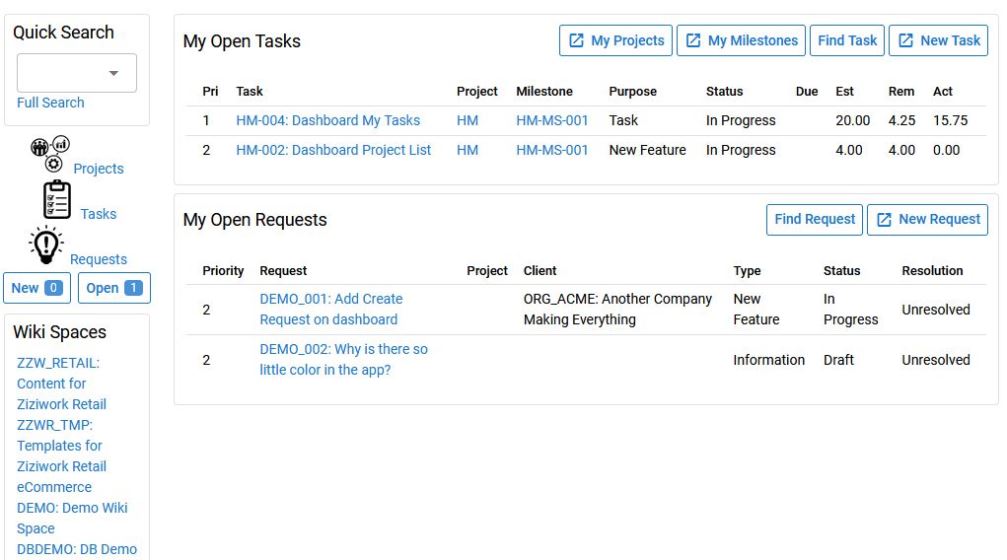 Quick Search
Full Search
Projects
Tasks
Requests
New 0 Open 1
Wiki Spaces
ZZW_RETAIL:
Content for
Ziziwork Retail
ZZWR_TMP:
Templates for
Ziziwork Retail
eCommerce
DEMO: Demo Wiki
Space
DBDEMO: DB Demo
My Open Tasks My Projects My Milestones Find Task New Task
Pri Task Project Milestone Purpose Status Due Est Rem Act
1 HM-004: Dashboard My Tasks HM HM-MS-001 Task In Progress 20.00 4.25 15.75
2 HM-002: Dashboard Project List HM HM-MS-001 New Feature In Progress 4.00 4.00 0.00
My Open Requests Find Request New Request
Priority Request Project Client Type Status Resolution
2 DEMO_001: Add Create Request on dashboard ORG_ACME: Another Company Making Everything New Feature In Progress Unresolved
2 DEMO_002: Why is there so little color in the app? Information Draft Unresolved